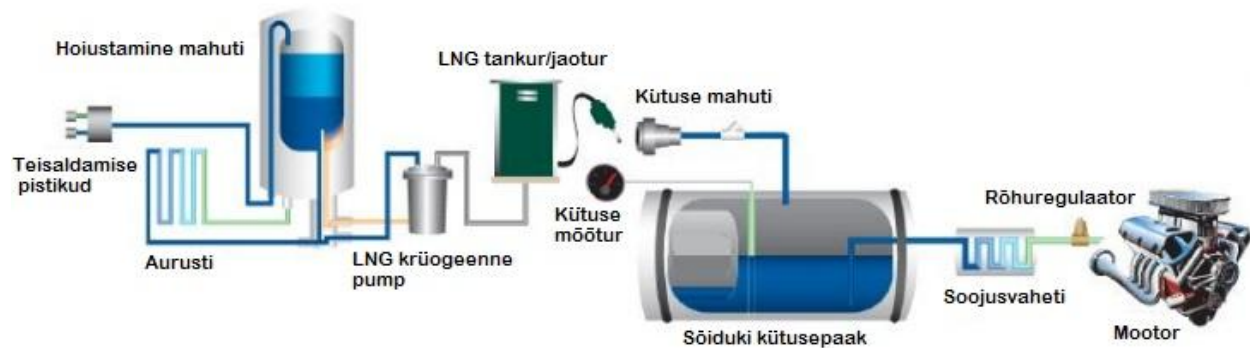 Hoiustamine mahuti
LNG tankur/jaotur
Kütuse mahuti
Teisaldamise
pistikud
Kütuse
mõõtur
Rõhuregulaator
Aurusti
LNG krüogeenne
pump
Soojusvaheti
Sõiduki kütusepaak
Mootor